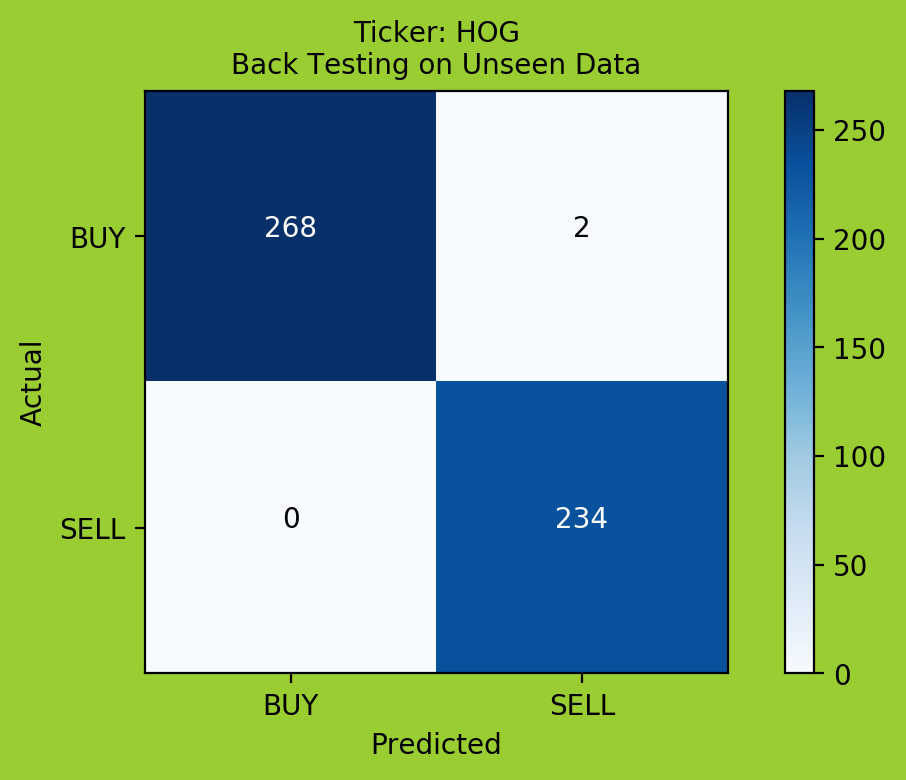 Ticker: HOG
Back Testing on Unseen Data
BUY
268
2
SELL
0
234
Actual
BUY
SELL
Predicted
250
200
150
100
50
0